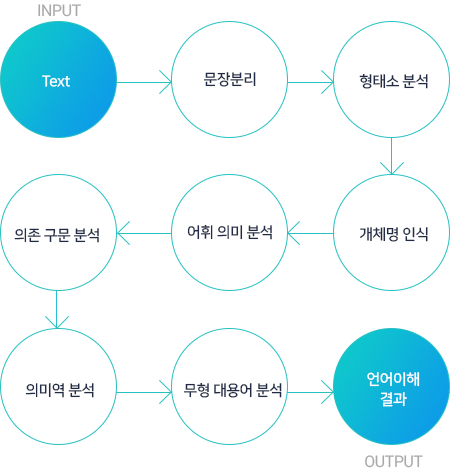 INPUT
Text
문장분리
형태소 분석
개체명 인식
어휘 의미 분석
의존 구문 분석
의미역 분석
무형 대용어 분석
언어이해
결과
OUTPUT